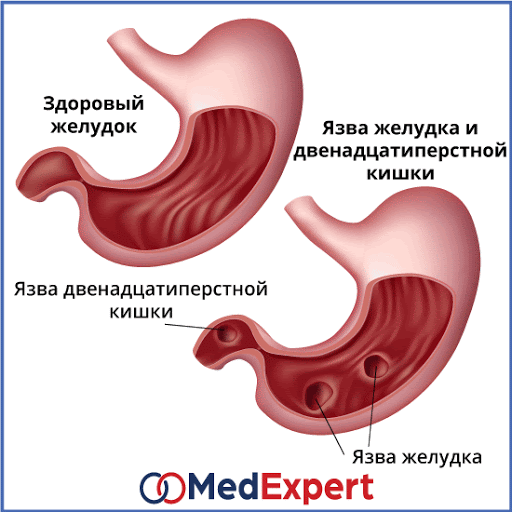 Здоровый
желудок
Язва желудка и
двенадцатиперстной
кишки
Язва двенадцатиперстной
кишки
Язва желудка
MedExpert